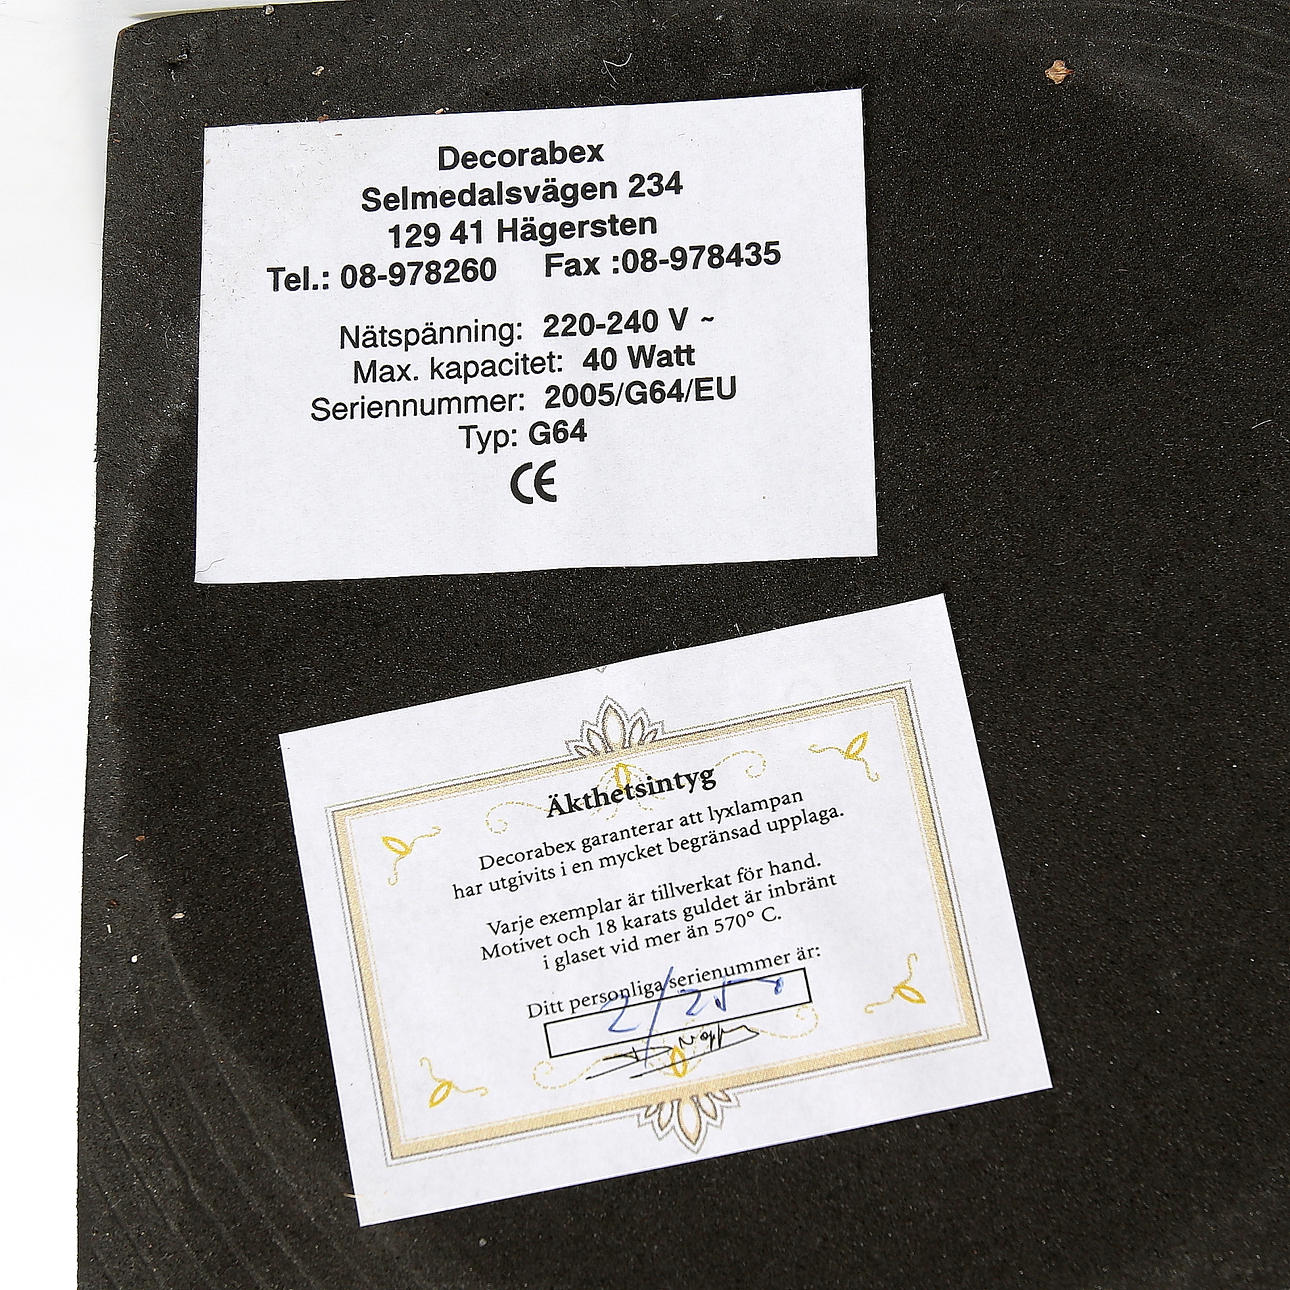 Decorabex
Selmedalsvägen 234
129 41 Hägersten
Tel.: 08-978260 Fax :08-978435
Nätspänning: 220-240 V ~
Max. kapacitet: 40 Watt
Seriennummer: 2005/G64/EU
Typ: G64
CE
Äkthetsintyg
Decorabex garanterar att lyxlampan
har utgivits i en mycket begränsad upplaga.
Varje exemplar är tillverkat för hand.
Motivet och 18 karats guldet är inbränt
i glaset vid mer än 570° C.
Ditt personliga serienummer är:
2/250